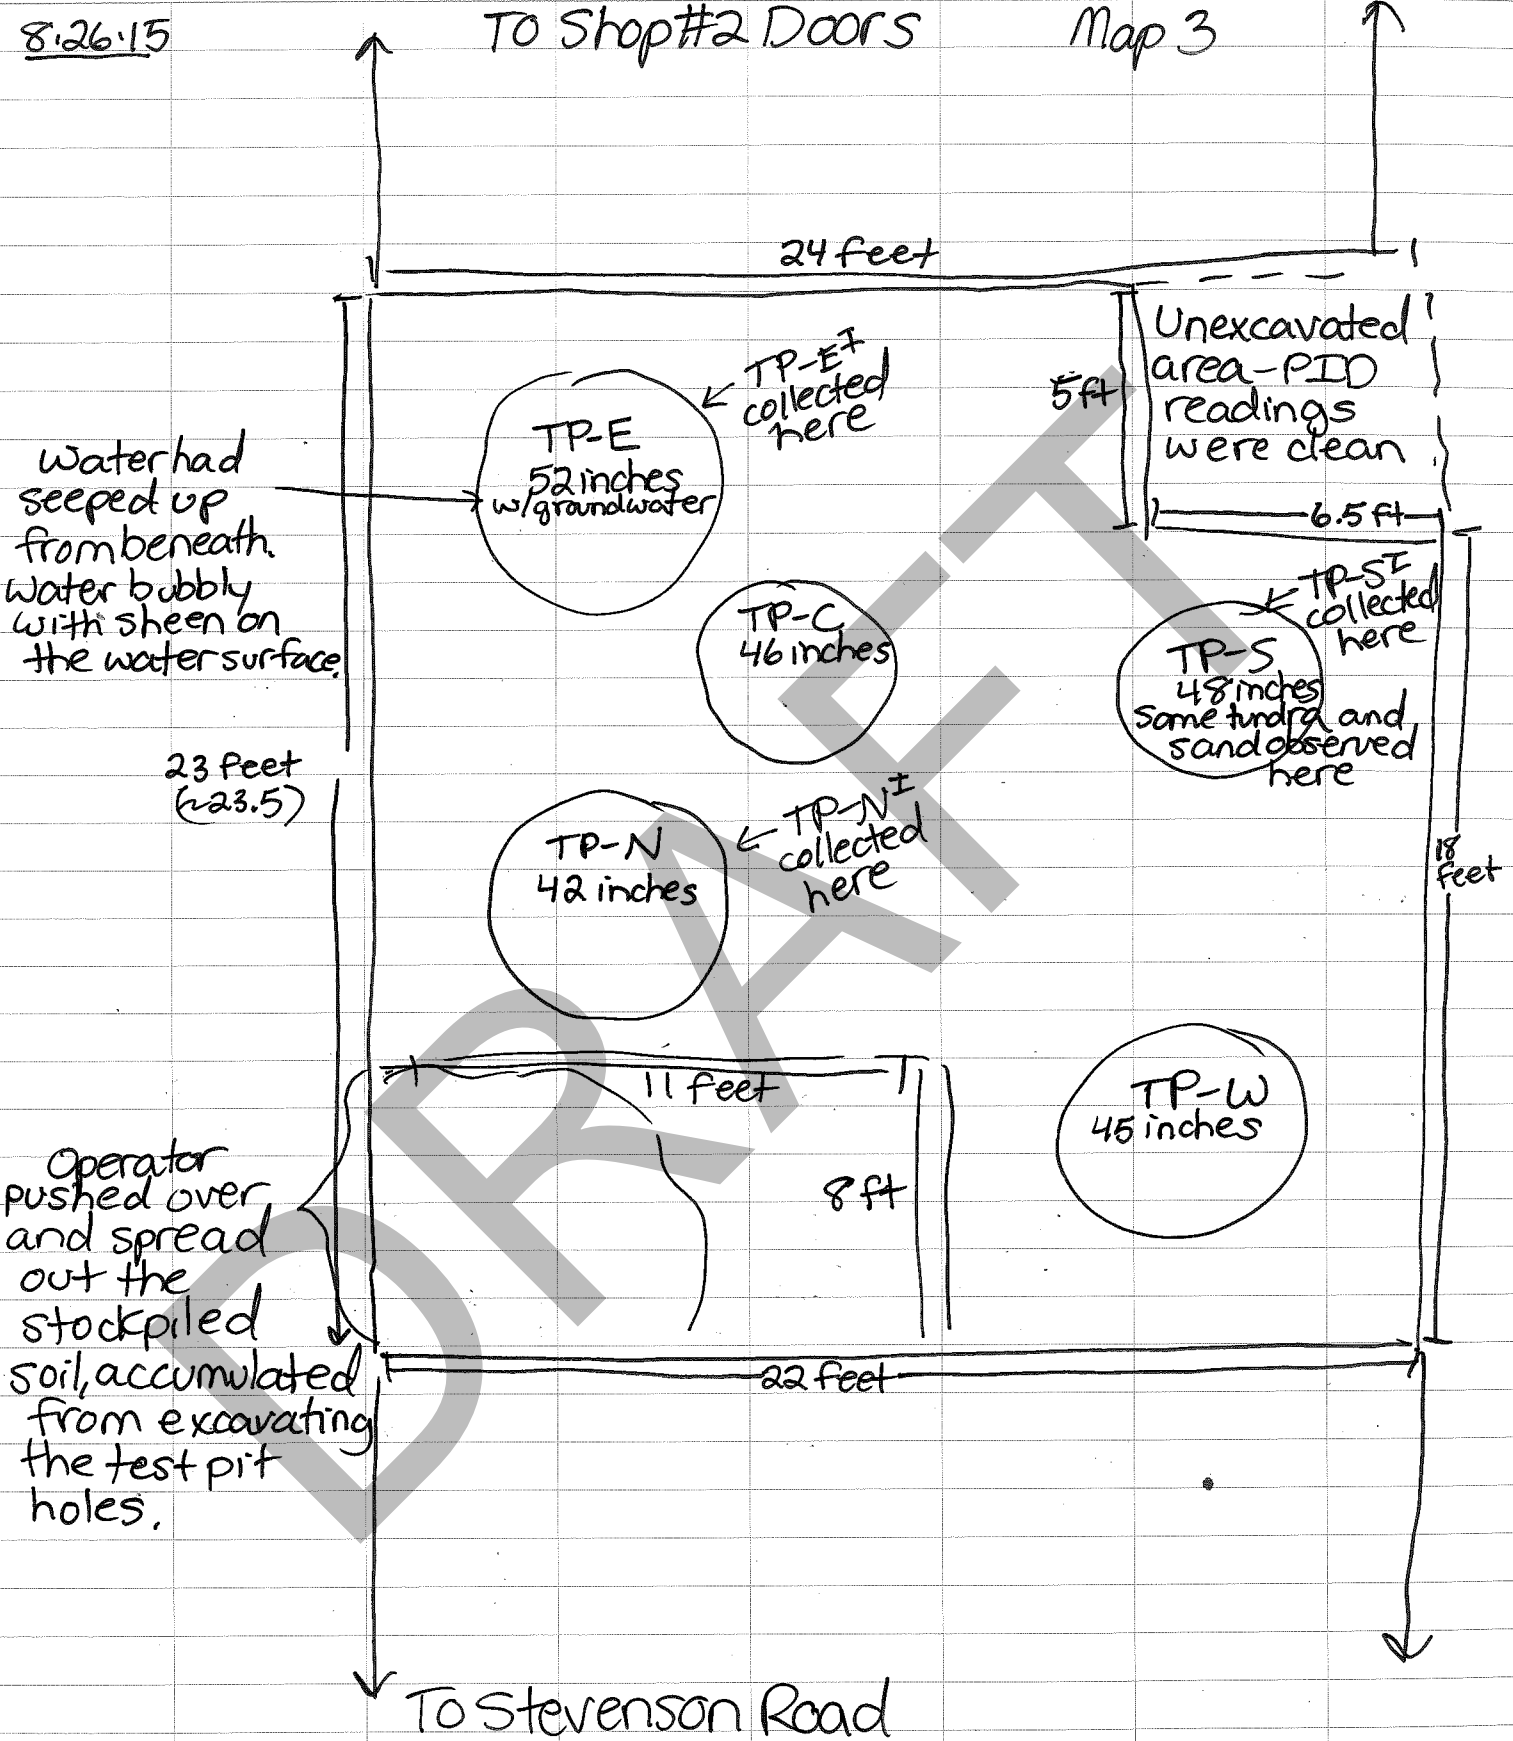 8.26.15
To Shop#2 Doors
Map 3
24 feet
Unexcavated
area-PID
readings
were clean
5ft
6.5 ft
TP-E^I
collected
here
TP-E
52 inches
w/groundwater
Water had
seeped up
from beneath.
Water bubbly
with sheen on
the water surface.
TP-C
46 inches
TP-S^I
collected
here
TP-S
48 inches
some tundra and
sand observed
here
23 feet
(~23.5)
TP-N^I
collected
here
TP-N
42 inches
18
feet
11 feet
8 ft
TP-W
45 inches
Operator
pushed over
and spread
out the
stockpiled
soil, accumulated
from excavating
the test pit
holes.
22 feet
To Stevenson Road
DRAFT